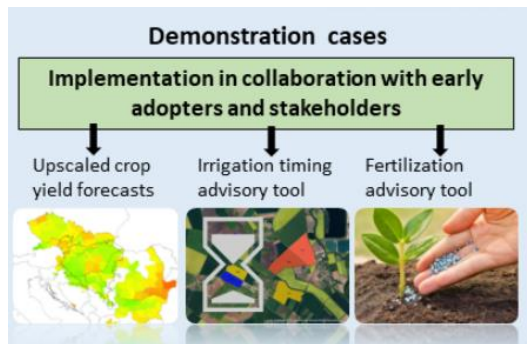 Demonstration cases
Implementation in collaboration with early
adopters and stakeholders
Upscaled crop
yield forecasts
Irrigation timing
advisory tool
Fertilization
advisory tool